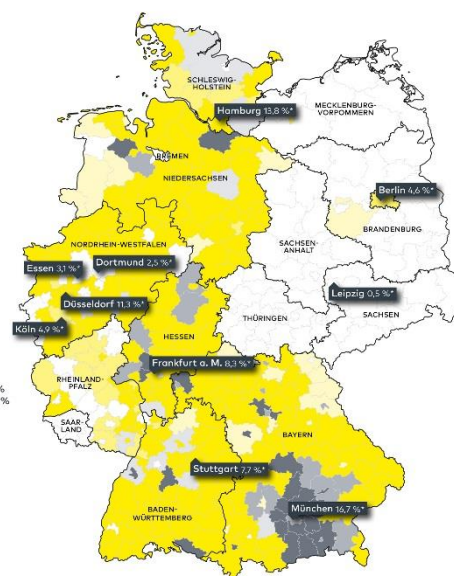 SCHLESWIG-
HOLSTEIN
Hamburg 13,8 %*
MECKLENBURG-
VORPOMMERN
BREMEN
NIEDERSACHSEN
Berlin 4,6 %*
BRANDENBURG
SACHSEN-
ANHALT
NORDRHEIN-WESTFALEN
Dortmund 2,5 %*
Essen 3,1 %*
Düsseldorf 11,3 %*
Leipzig 0,5 %*
Köln 4,9 %*
HESSEN
THÜRINGEN
SACHSEN
Frankfurt a. M. 8,3 %*
RHEINLAND-
PFALZ
%
%
SAAR-
LAND
BAYERN
Stuttgart 7,7 %*
München 16,7 %*
BADEN-
WÜRTTEMBERG